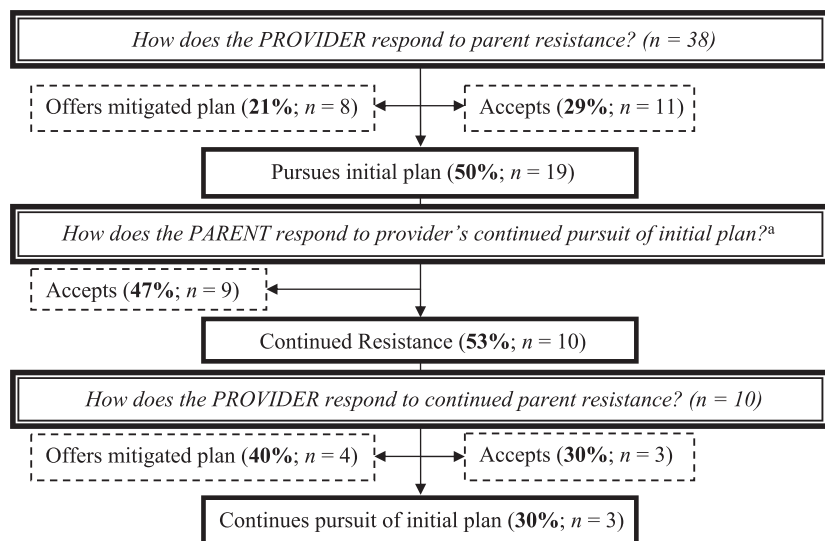 How does the PROVIDER respond to parent resistance? (n = 38)
Offers mitigated plan (21%; n = 8)
Accepts (29%; n = 11)
Pursues initial plan (50%; n = 19)
How does the PARENT respond to provider’s continued pursuit of initial plan?ᵃ
Accepts (47%; n = 9)
Continued Resistance (53%; n = 10)
How does the PROVIDER respond to continued parent resistance? (n = 10)
Offers mitigated plan (40%; n = 4)
Accepts (30%; n = 3)
Continues pursuit of initial plan (30%; n = 3)